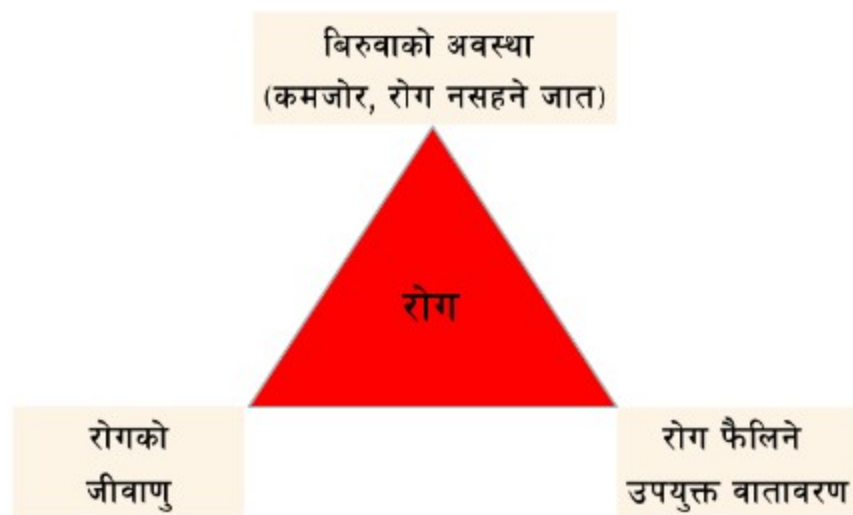 बिरुवाको अवस्था
(कमजोर, रोग नसहने जात)
रोग
रोगको
जीवाणु
रोग फैलिने
उपयुक्त वातावरण